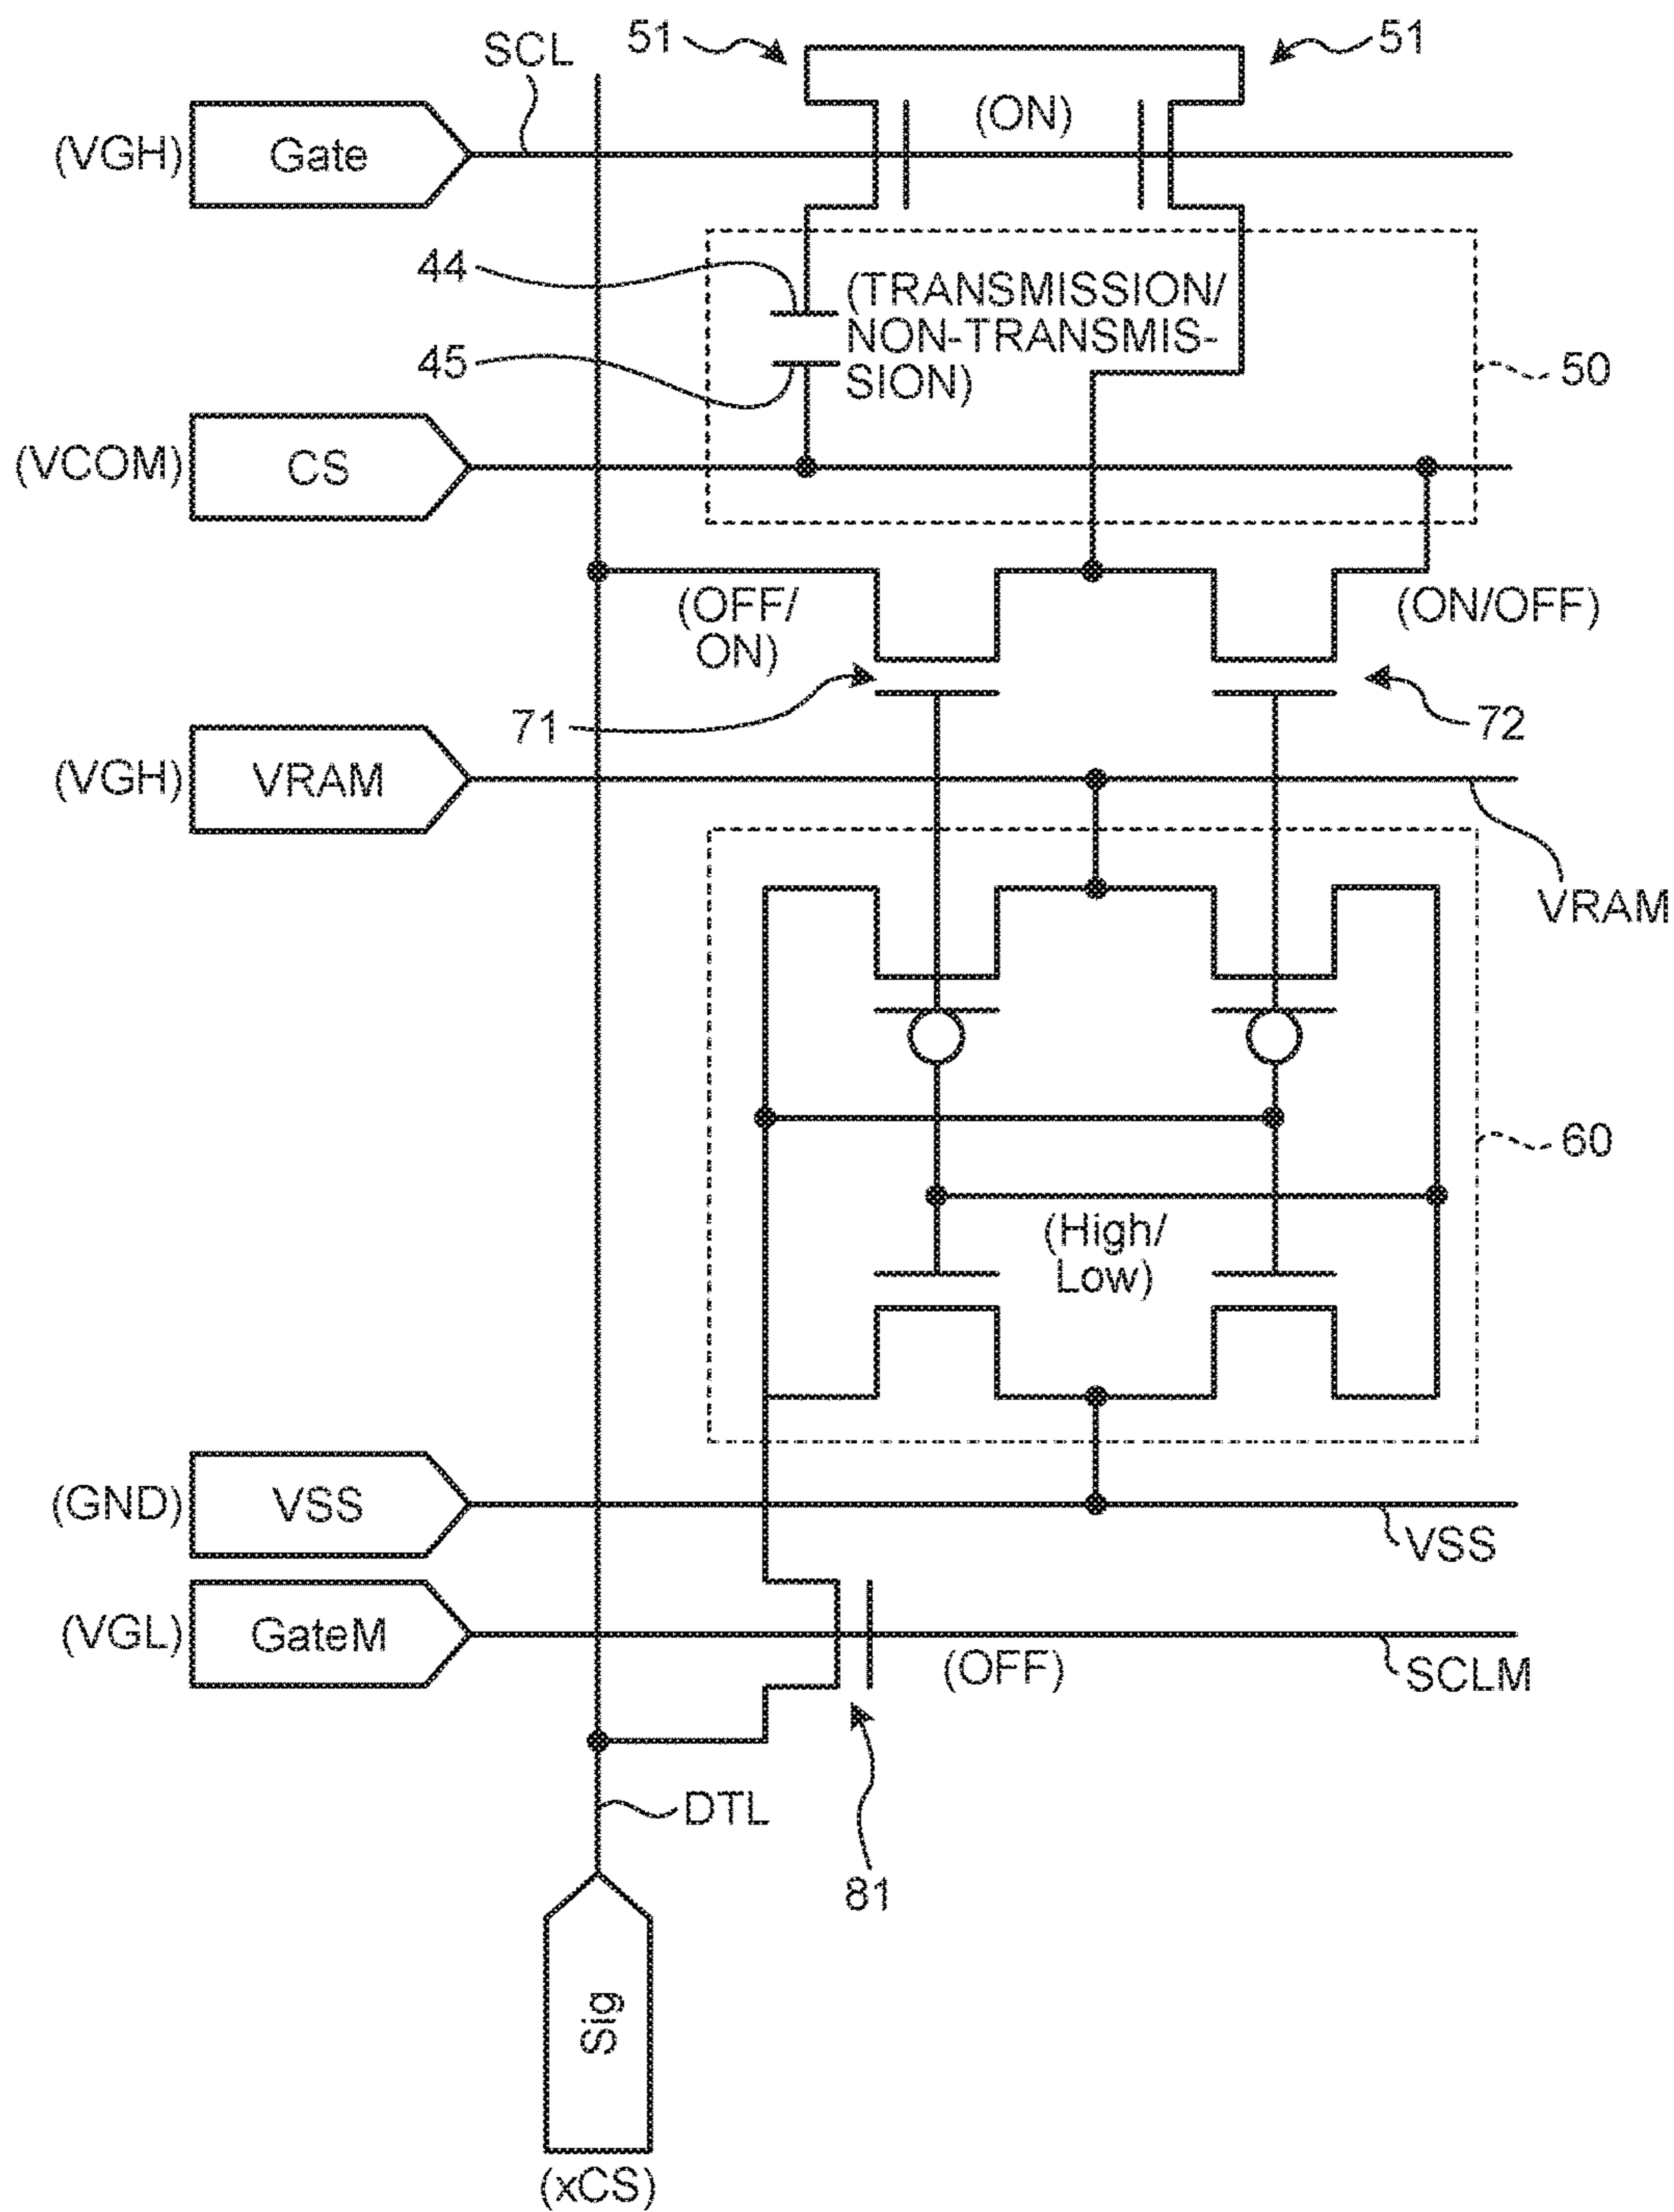 51
51
SCL
(ON)
(VGH)
Gate
44
(TRANSMISSION/
NON-TRANSMIS-
SION)
45
50
(VCOM)
CS
(OFF/
ON)
(ON/OFF)
71
72
(VGH)
VRAM
VRAM
60
(High/
Low)
(GND)
VSS
VSS
(VGL)
GateM
(OFF)
SCLM
DTL
81
Sig
(xCS)